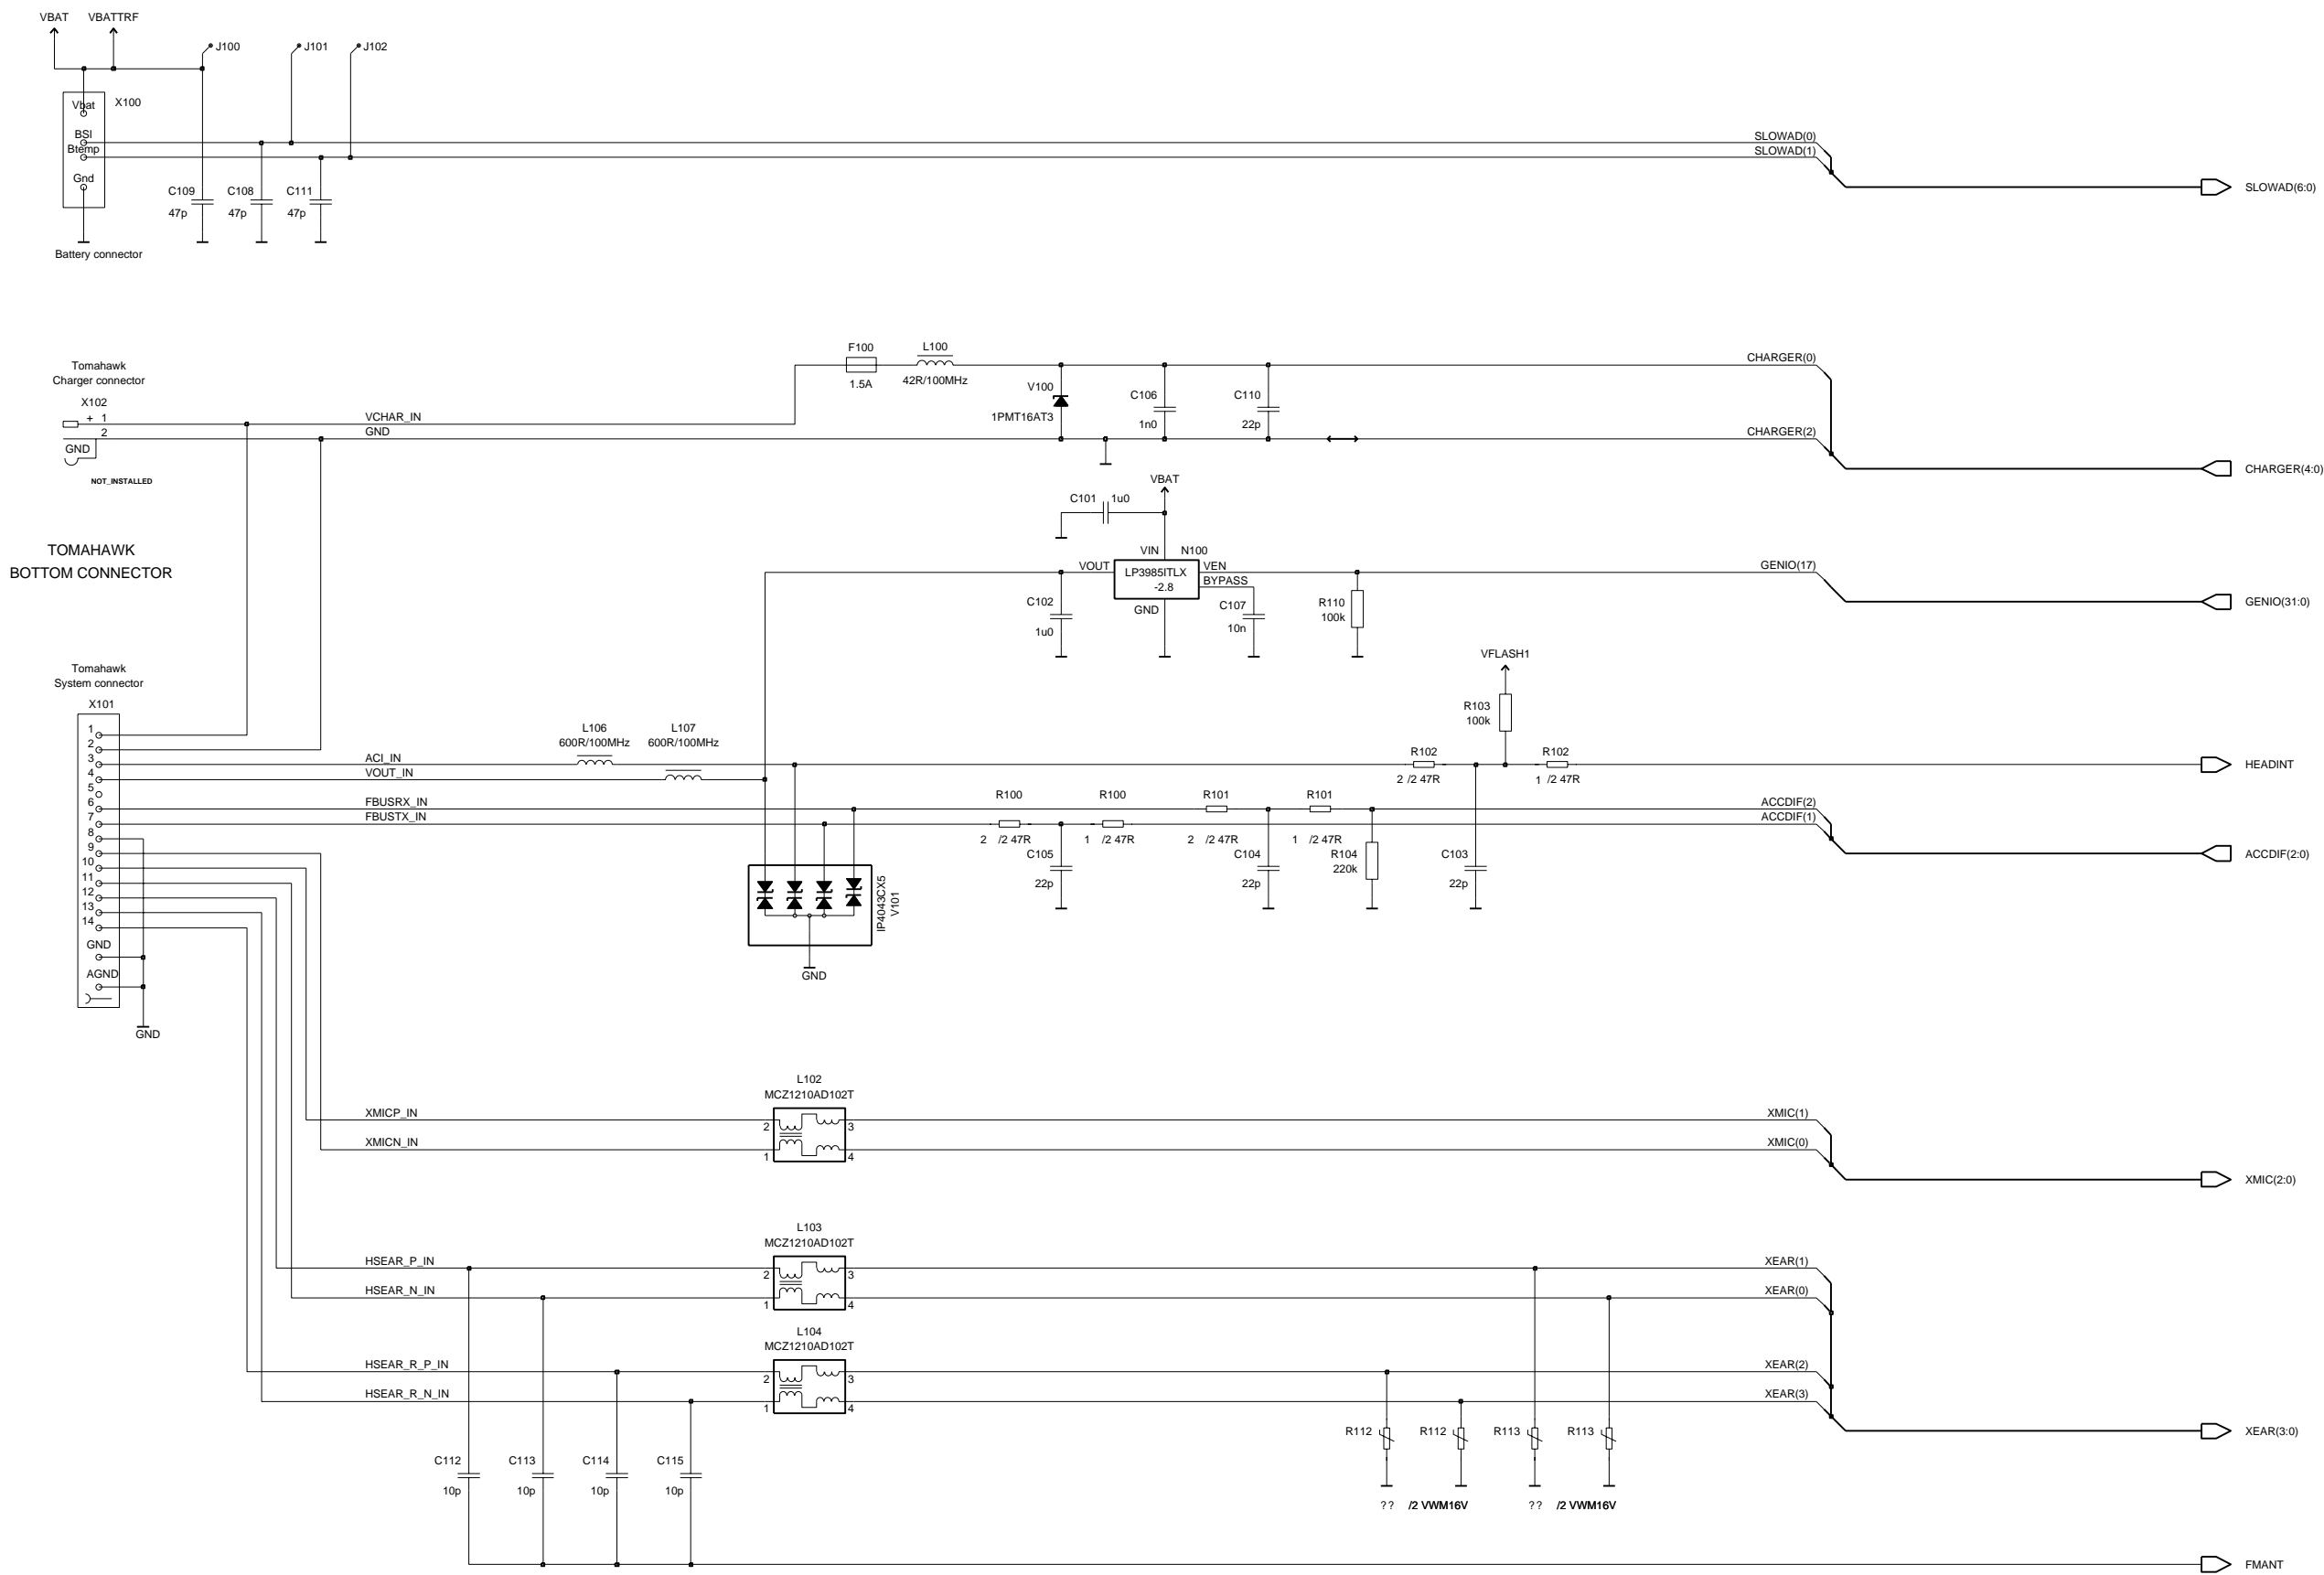 VBAT VBATTRF
J100 J101 J102
Vbat X100
BSI
Btemp
Gnd
SLOWAD(0)
SLOWAD(1)
SLOWAD(6:0)
C109 C108 C111
47p 47p 47p
Battery connector
Tomahawk
Charger connector
X102
+ 1
2
GND
NOT_INSTALLED
VCHAR_IN
GND
F100
1.5A
L100
42R/100MHz
V100
1PMT16AT3
C106
1n0
C110
22p
CHARGER(0)
CHARGER(2)
CHARGER(4:0)
TOMAHAWK
BOTTOM CONNECTOR
VBAT
C101 1u0
VIN N100
VOUT LP3985ITLX VEN
-2.8 BYPASS
GND
C102
1u0
C107
10n
R110
100k
GENIO(17)
GENIO(31:0)
VFLASH1
R103
100k
Tomahawk
System connector
X101
1
2
3
4
5
6
7
8
9
10
11
12
13
14
GND
AGND
GND
L106
600R/100MHz
L107
600R/100MHz
ACI_IN
VOUT_IN
FBUSRX_IN
FBUSTX_IN
R102
2 /2 47R
R102
1 /2 47R
HEADINT
R100
2 /2 47R
R100
1 /2 47R
R101
2 /2 47R
R101
1 /2 47R
C105
22p
C104
22p
R104
220k
C103
22p
ACCDIF(2)
ACCDIF(1)
ACCDIF(2:0)
IP4043CX5
V101
GND
L102
MCZ1210AD102T
XMICP_IN
XMICN_IN
2 3
1 4
XMIC(1)
XMIC(0)
XMIC(2:0)
L103
MCZ1210AD102T
HSEAR_P_IN
HSEAR_N_IN
2 3
1 4
XEAR(1)
XEAR(0)
L104
MCZ1210AD102T
HSEAR_R_P_IN
HSEAR_R_N_IN
2 3
1 4
XEAR(2)
XEAR(3)
XEAR(3:0)
R112 R112 R113 R113
?? /2 VWM16V ?? /2 VWM16V
C112 C113 C114 C115
10p 10p 10p 10p
FMANT